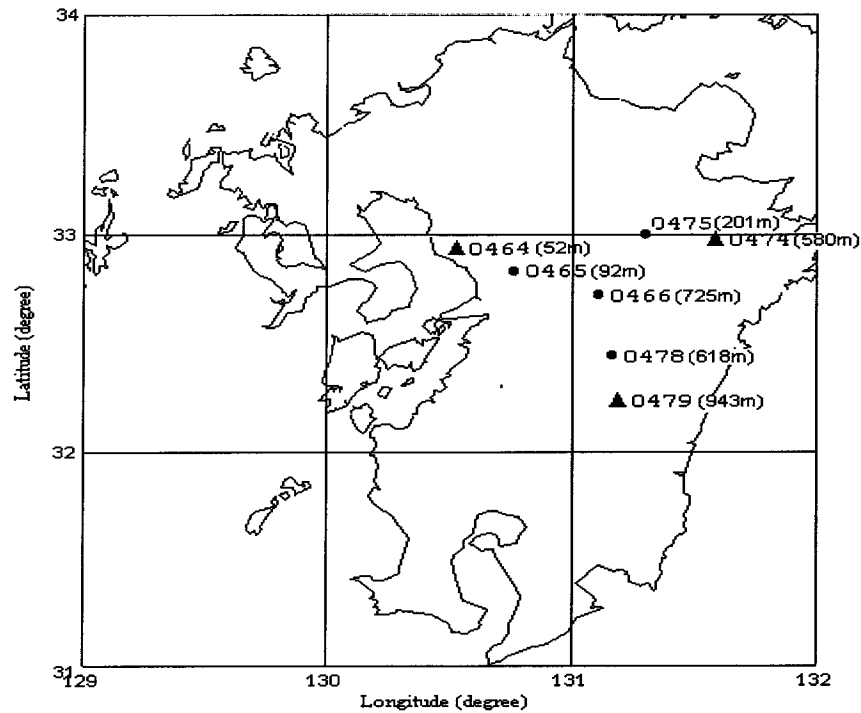 34
33
32
31
129
130
131
132
Latitude (degree)
Longitude (degree)
0475(201m)
0474(580m)
0464(52m)
0465(92m)
0466(725m)
0478(618m)
0479(943m)